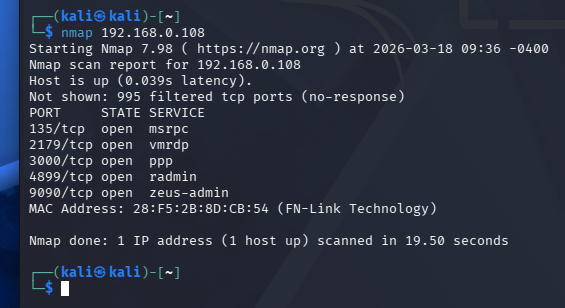 ┌──(kali㉿kali)-[~]
└─$ nmap 192.168.0.108
Starting Nmap 7.98 ( https://nmap.org ) at 2026-03-18 09:36 -0400
Nmap scan report for 192.168.0.108
Host is up (0.039s latency).
Not shown: 995 filtered tcp ports (no-response)
PORT     STATE SERVICE
135/tcp  open  msrpc
2179/tcp open  vmrdp
3000/tcp open  ppp
4899/tcp open  radmin
9090/tcp open  zeus-admin
MAC Address: 28:F5:2B:8D:CB:54 (FN-Link Technology)
Nmap done: 1 IP address (1 host up) scanned in 19.50 seconds
┌──(kali㉿kali)-[~]
└─$